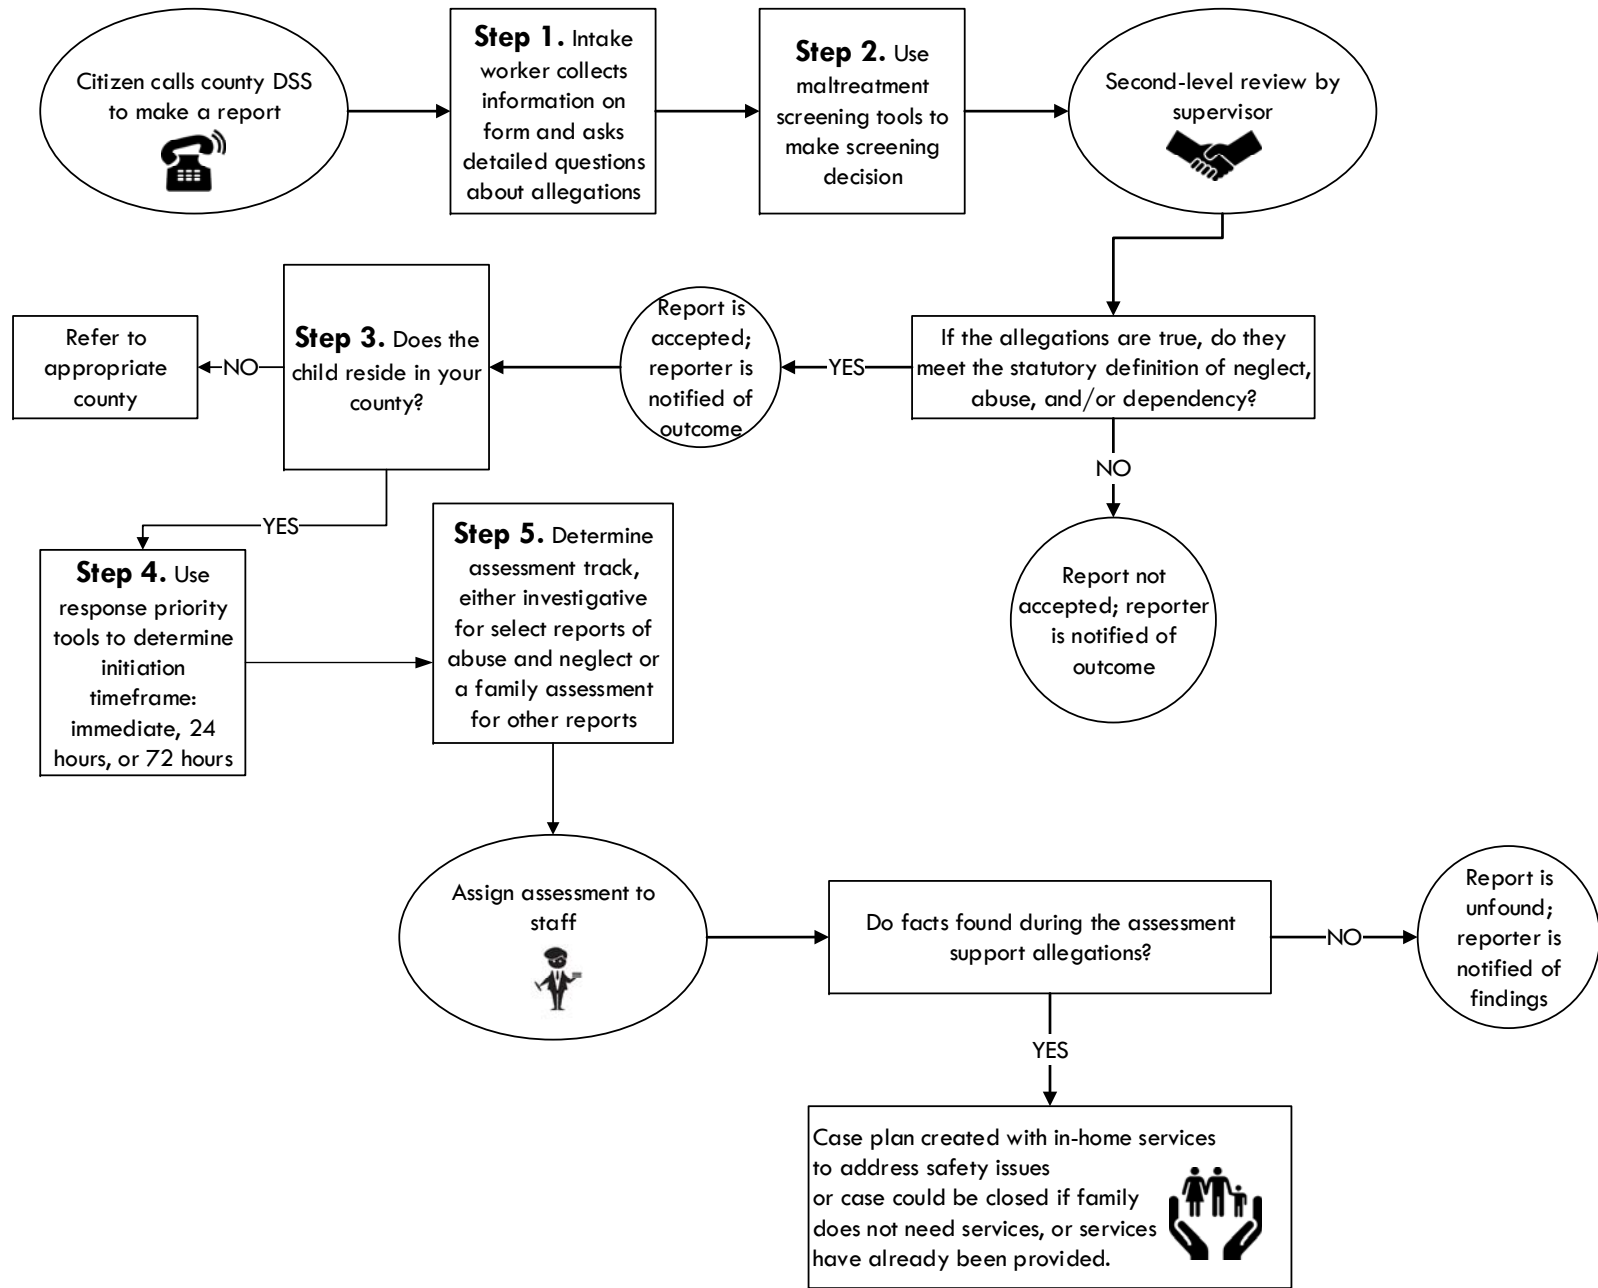 Citizen calls county DSS
to make a report
Step 1. Intake
worker collects
information on
form and asks
detailed questions
about allegations
Step 2. Use
maltreatment
screening tools to
make screening
decision
Second-level review by
supervisor
If the allegations are true, do they
meet the statutory definition of neglect,
abuse, and/or dependency?
YES
NO
Report not
accepted; reporter
is notified of
outcome
Report is
accepted;
reporter is
notified of
outcome
Step 3. Does the
child reside in your
county?
NO
Refer to
appropriate
county
YES
Step 4. Use
response priority
tools to determine
initiation
timeframe:
immediate, 24
hours, or 72 hours
Step 5. Determine
assessment track,
either investigative
for select reports of
abuse and neglect or
a family assessment
for other reports
Assign assessment to
staff
Do facts found during the assessment
support allegations?
NO
Report is
unfound;
reporter is
notified of
findings
YES
Case plan created with in-home services
to address safety issues
or case could be closed if family
does not need services, or services
have already been provided.